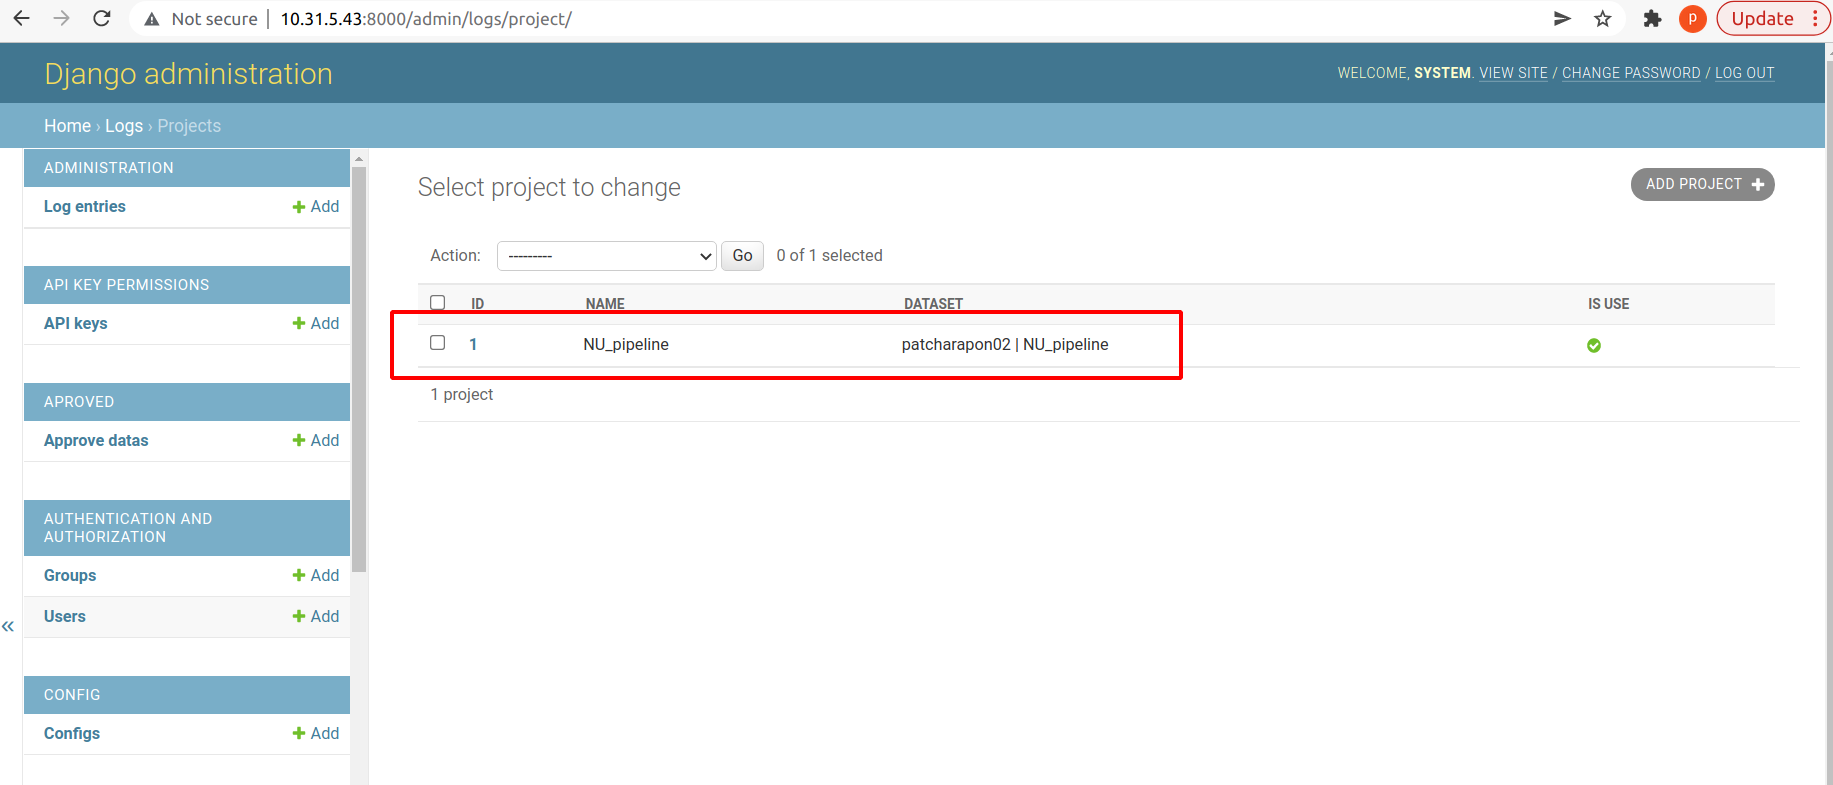 Not secure | 10.31.5.43:8000/admin/logs/project/
p
Update
Django administration
WELCOME, SYSTEM. VIEW SITE / CHANGE PASSWORD / LOG OUT
Home › Logs › Projects
ADMINISTRATION
Log entries
Add
API KEY PERMISSIONS
API keys
Add
APROVED
Approve datas
Add
AUTHENTICATION AND
AUTHORIZATION
Groups
Add
Users
Add
«
CONFIG
Configs
Add
Select project to change
ADD PROJECT
Action:
---------
Go
0 of 1 selected
ID NAME DATASET IS USE
1 NU_pipeline patcharapon02 | NU_pipeline
1 project